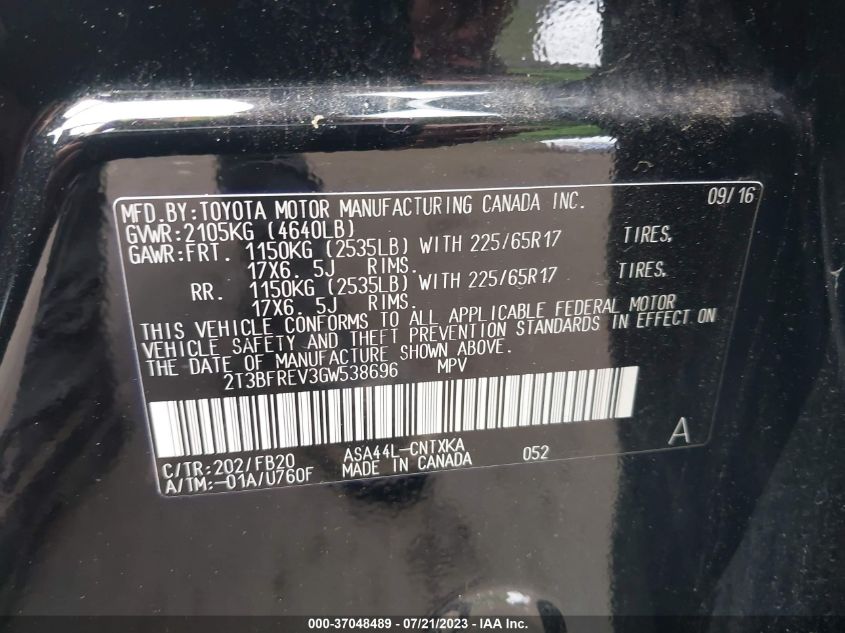 09/16
MFD.BY:TOYOTA MOTOR MANUFACTURING CANADA INC.
GVWR:2105KG (4640LB)
GAWR:FRT. 1150KG (2535LB) WITH 225/65R17 TIRES,
17X6. 5J RIMS.
RR. 1150KG (2535LB) WITH 225/65R17 TIRES,
17X6. 5J RIMS.
THIS VEHICLE CONFORMS TO ALL APPLICABLE FEDERAL MOTOR
VEHICLE SAFETY AND THEFT PREVENTION STANDARDS IN EFFECT ON
THE DATE OF MANUFACTURE SHOWN ABOVE.
2T3BFREV3GW538696 MPV
A
C/TR:202/FB20 ASA44L-CNTXKA 052
A/TM:-01A/U760F MADE IN CANADA
000-37048489 - 07/21/2023 - IAA Inc.